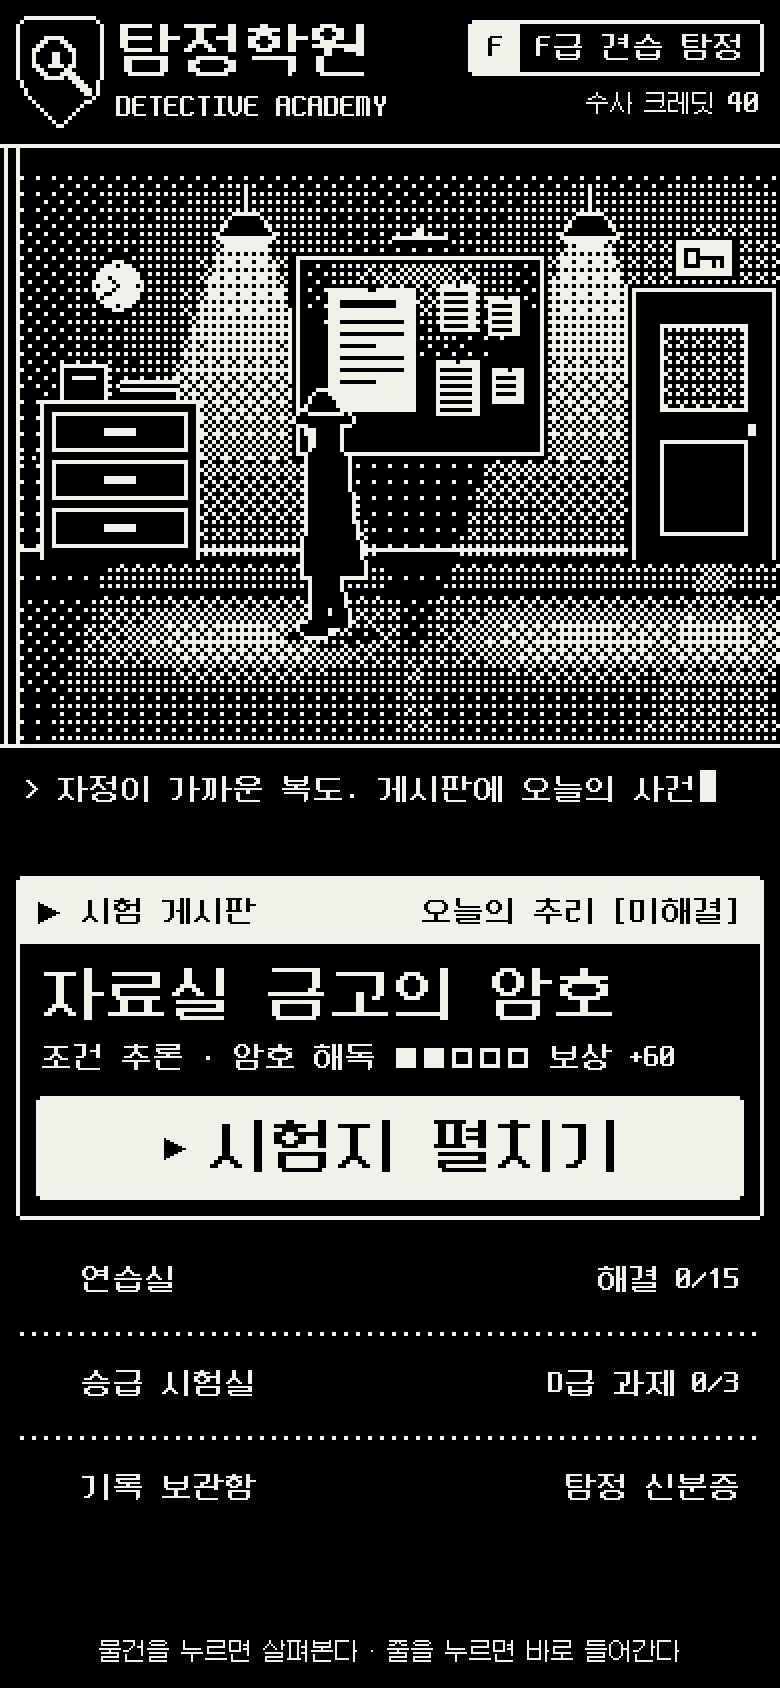 탐정학원
DETECTIVE ACADEMY
F F급 견습 탐정
수사 크레딧 40
> 자정이 가까운 복도. 게시판에 오늘의 사건
▶ 시험 게시판 오늘의 추리 [미해결]
자료실 금고의 암호
조건 추론 · 암호 해독 ■■□□□ 보상 +60
▶ 시험지 펼치기
연습실 해결 0/15
승급 시험실 D급 과제 0/3
기록 보관함 탐정 신분증
물건을 누르면 살펴본다 · 줄을 누르면 바로 들어간다